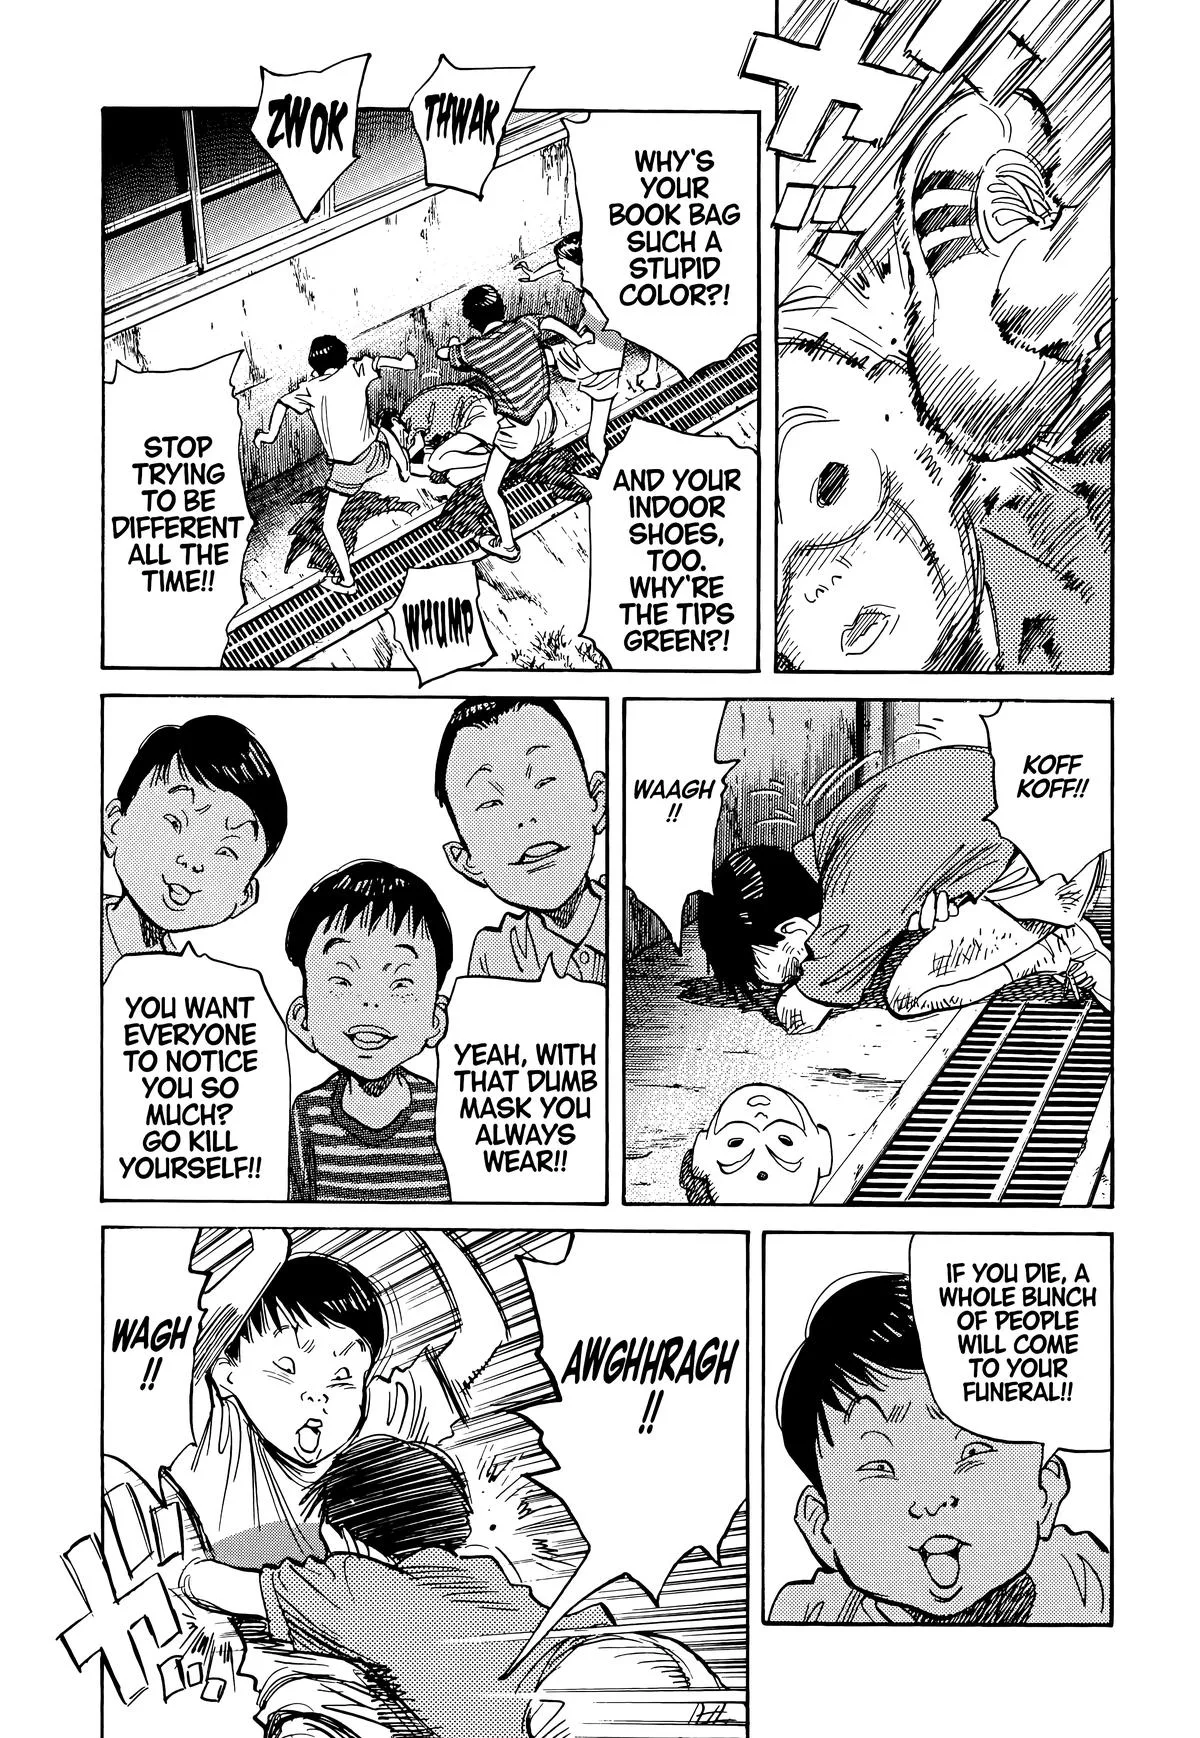 WHY'S
YOUR
BOOK BAG
SUCH A
STUPID
COLOR?!
AND YOUR
INDOOR
SHOES,
TOO.
WHY'RE
THE TIPS
GREEN?!
THWAK
ZWOK
WHUMP
STOP
TRYING
TO BE
DIFFERENT
ALL THE
TIME!!
KOFF
KOFF!!
WAAGH
!!
YEAH, WITH
THAT DUMB
MASK YOU
ALWAYS
WEAR!!
YOU WANT
EVERYONE
TO NOTICE
YOU SO
MUCH?
GO KILL
YOURSELF!!
IF YOU DIE, A
WHOLE BUNCH
OF PEOPLE
WILL COME
TO YOUR
FUNERAL!!
AWGHHRAGH
!!
WAGH
!!